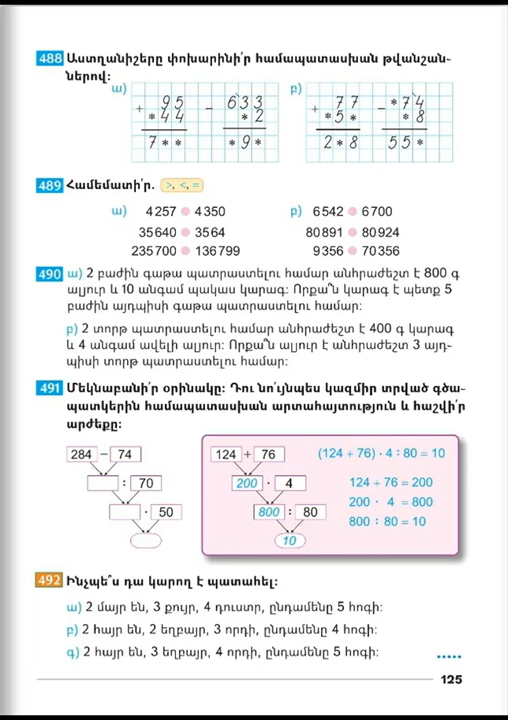 488 Աստղանիշերը փոխարինի՛ր համապատասխան թվանշան-
ներով:
ա) + 95 − 633 բ) + 77 − *74
*44 *2 *5* *8
7** *9* 2*8 55*
489 Համեմատի՛ր. >, <, =
ա) 4257 ● 4350 բ) 6542 ● 6700
35640 ● 3564 80891 ● 80924
235700 ● 136799 9356 ● 70356
490 ա) 2 բաժին գաթա պատրաստելու համար անհրաժեշտ է 800 գ
ալյուր և 10 անգամ պակաս կարագ: Որքա՞ն կարագ է պետք 5
բաժին այդպիսի գաթա պատրաստելու համար:
բ) 2 տորթ պատրաստելու համար անհրաժեշտ է 400 գ կարագ
և 4 անգամ ավելի ալյուր: Որքա՞ն ալյուր է անհրաժեշտ 3 այդ-
պիսի տորթ պատրաստելու համար:
491 Մեկնաբանի՛ր օրինակը: Դու նո՛ւյնպես կազմիր տրված գծա-
պատկերին համապատասխան արտահայտություն և հաշվի՛ր
արժեքը:
284 − 74 124 + 76 (124 + 76) · 4 : 80 = 10
: 70 200 · 4 124 + 76 = 200
· 50 800 : 80 200 · 4 = 800
10 800 : 80 = 10
492 Ինչպե՞ս դա կարող է պատահել:
ա) 2 մայր են, 3 քույր, 4 դուստր, ընդամենը 5 հոգի:
բ) 2 հայր են, 2 եղբայր, 3 որդի, ընդամենը 4 հոգի:
գ) 2 հայր են, 3 եղբայր, 4 որդի, ընդամենը 5 հոգի:
125